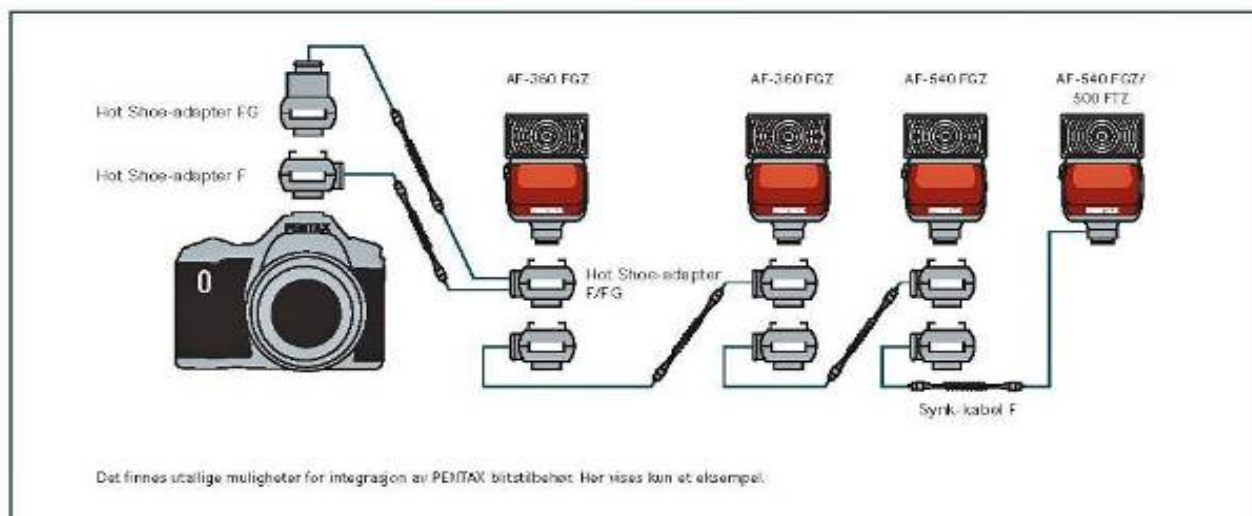 AF-360 FGZ
AF-360 FGZ
AF-540 FGZ
AF-540 FGZ/
500 FTZ
Hot Shoe-adapter FG
Hot Shoe-adapter F
PENTAX
Hot Shoe-adapter
F/FG
Synk-kabel F
Det finnes utallige muligheter for integrasjon av PENTAX blitstilbehør. Her vises kun et eksempel.